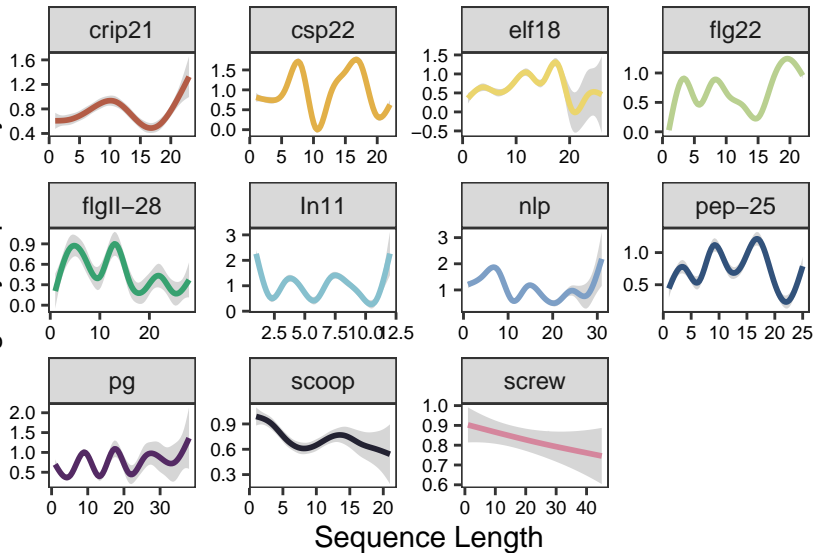 crip21 csp22 elf18 flg22
1.6 1.2 0.8 0.4
1.5 1.0 0.5 0.0
1.5 1.0 0.5 0.0 −0.5
1.0 0.5 0.0
0 5 10 15 20 0 5 10 15 20 0 10 20 0 5 10 15 20
flgII−28 ln11 nlp pep−25
0.9 0.6 0.3 0.0
3 2 1 0
3 2 1
1.0 0.5
0 10 20 2.5 5.0 7.5 10.0 12.5 0 10 20 30 0 5 10 15 20 25
pg scoop screw
2.0 1.5 1.0 0.5
0.9 0.6 0.3
1.0 0.9 0.8 0.7 0.6
0 10 20 30 0 5 10 15 20 0 10 20 30 40
Sequence Length